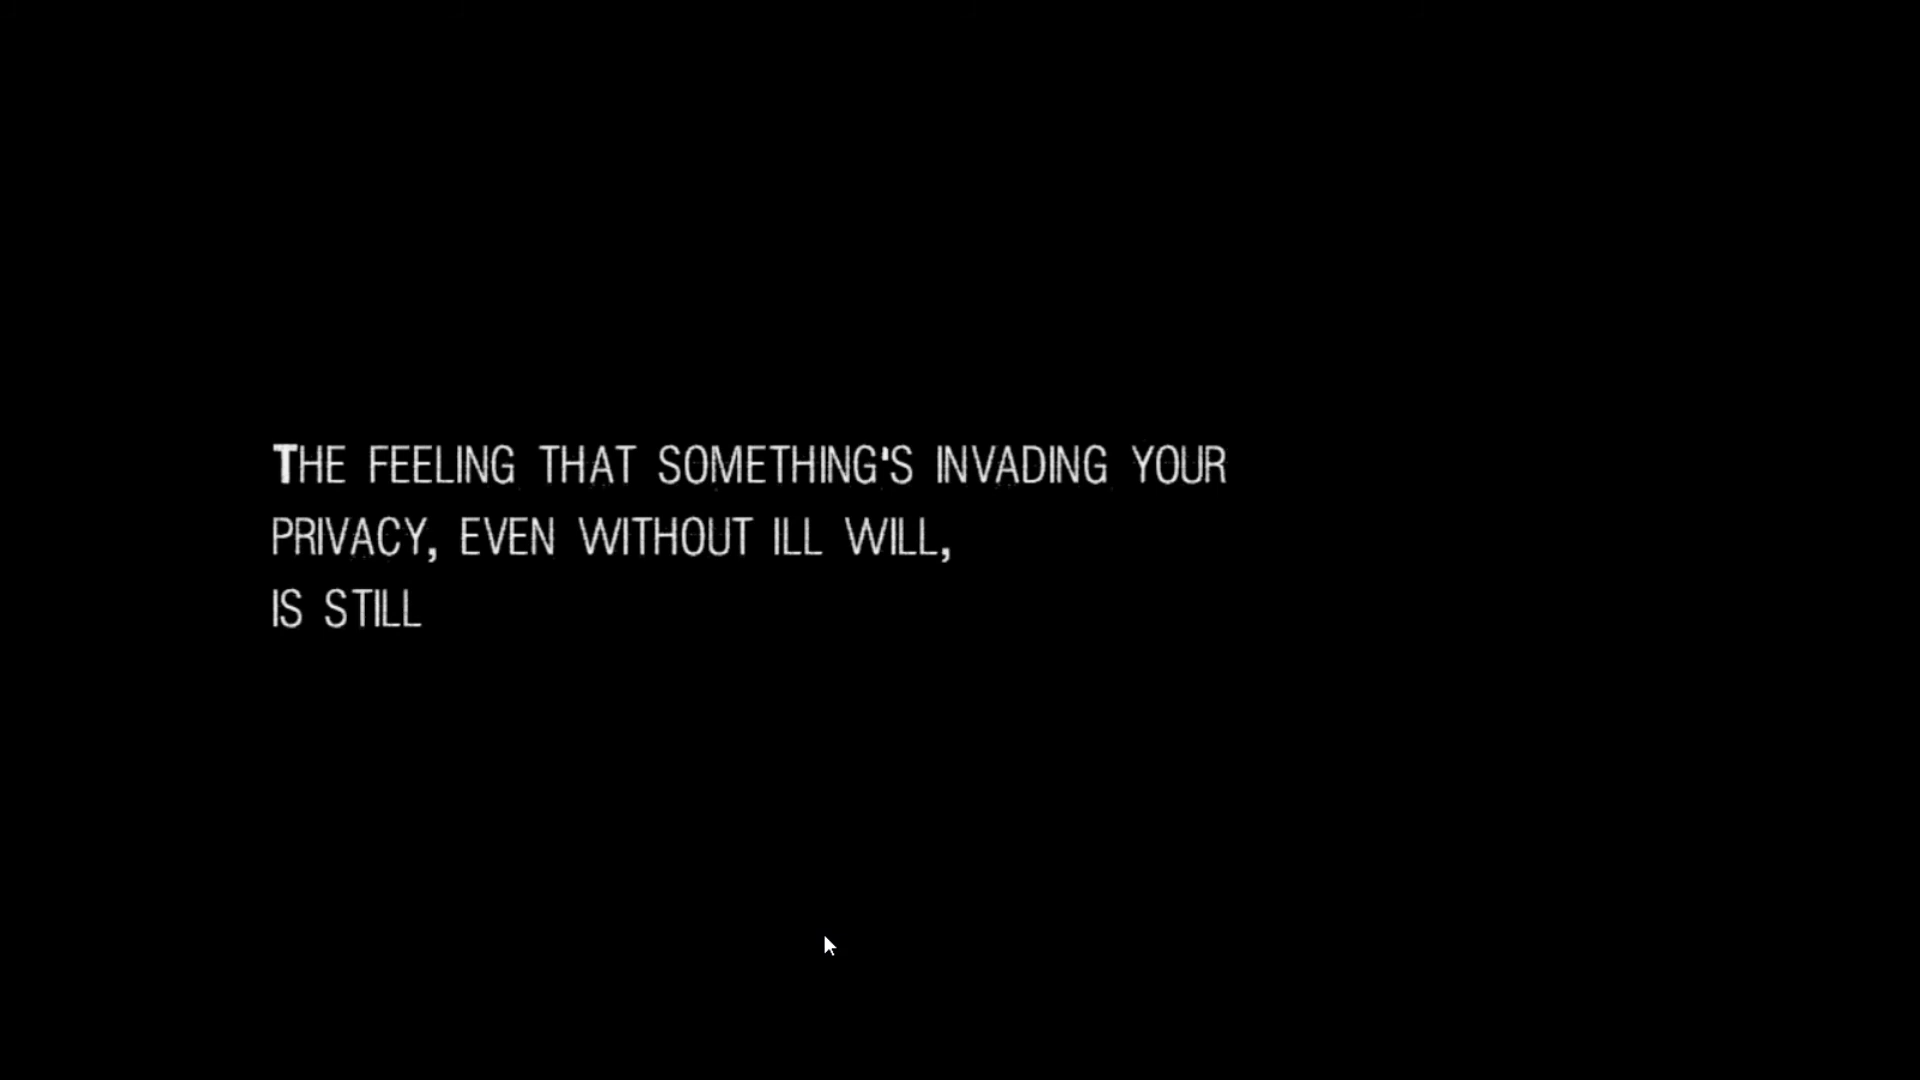 THE FEELING THAT SOMETHING'S INVADING YOUR
PRIVACY, EVEN WITHOUT ILL WILL,
IS STILL